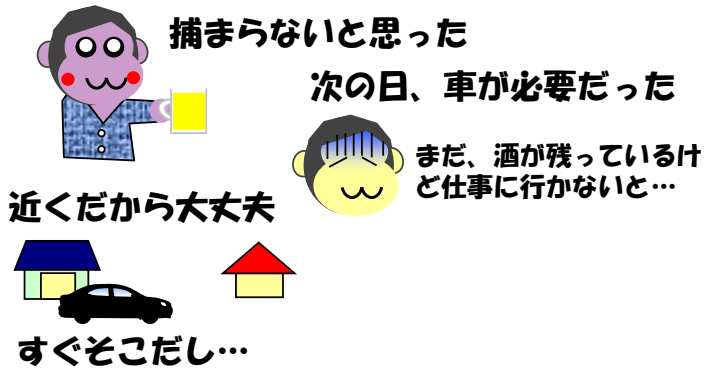 捕まらないと思った
次の日、車が必要だった
まだ、酒が残っているけ
ど仕事に行かないと…
近くだから大丈夫
すぐそこだし…